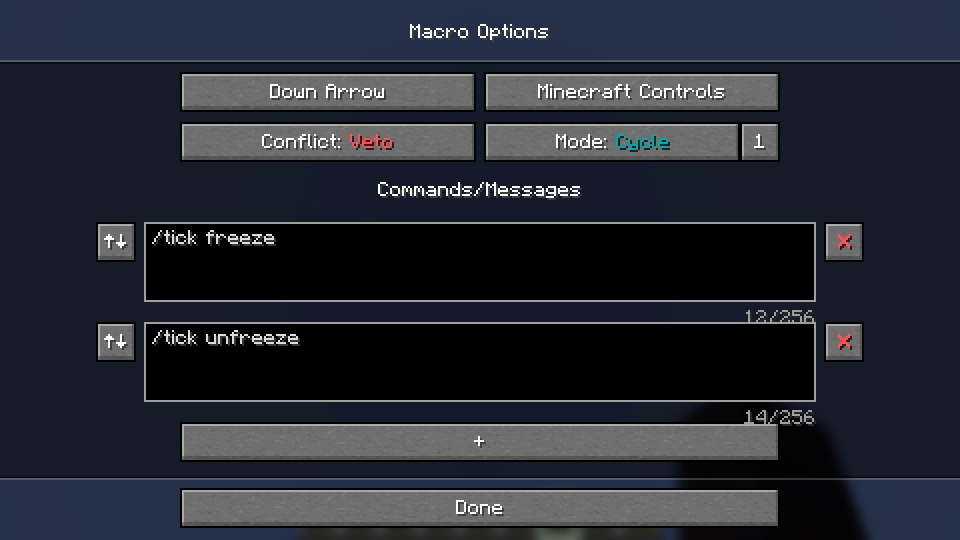 Macro Options
Down Arrow
Minecraft Controls
Conflict: Veto
Mode: Cycle
1
Commands/Messages
↑↓
/tick freeze
×
12/256
↑↓
/tick unfreeze
×
14/256
+
Done